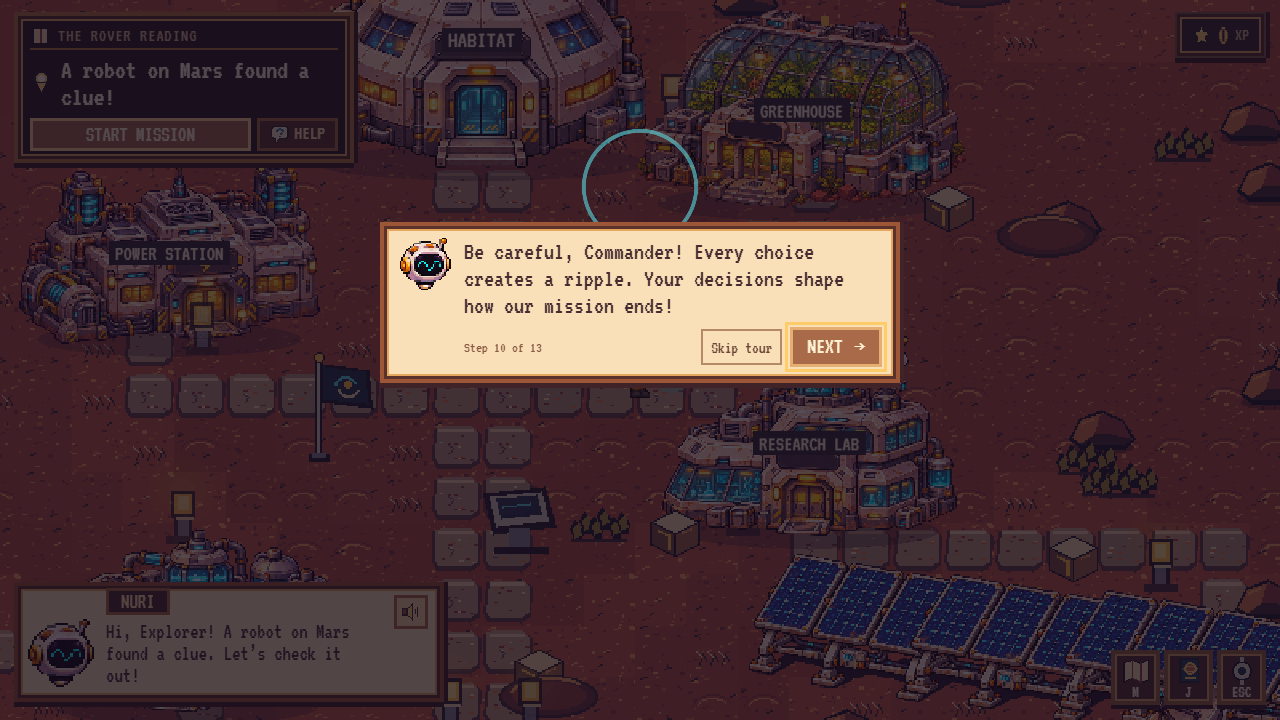 THE ROVER READING
A robot on Mars found a
clue!
START MISSION
HELP
HABITAT
GREENHOUSE
0 XP
POWER STATION
Be careful, Commander! Every choice
creates a ripple. Your decisions shape
how our mission ends!
Step 10 of 13
Skip tour
NEXT →
RESEARCH LAB
NURI
Hi, Explorer! A robot on Mars
found a clue. Let's check it
out!
M
J
ESC